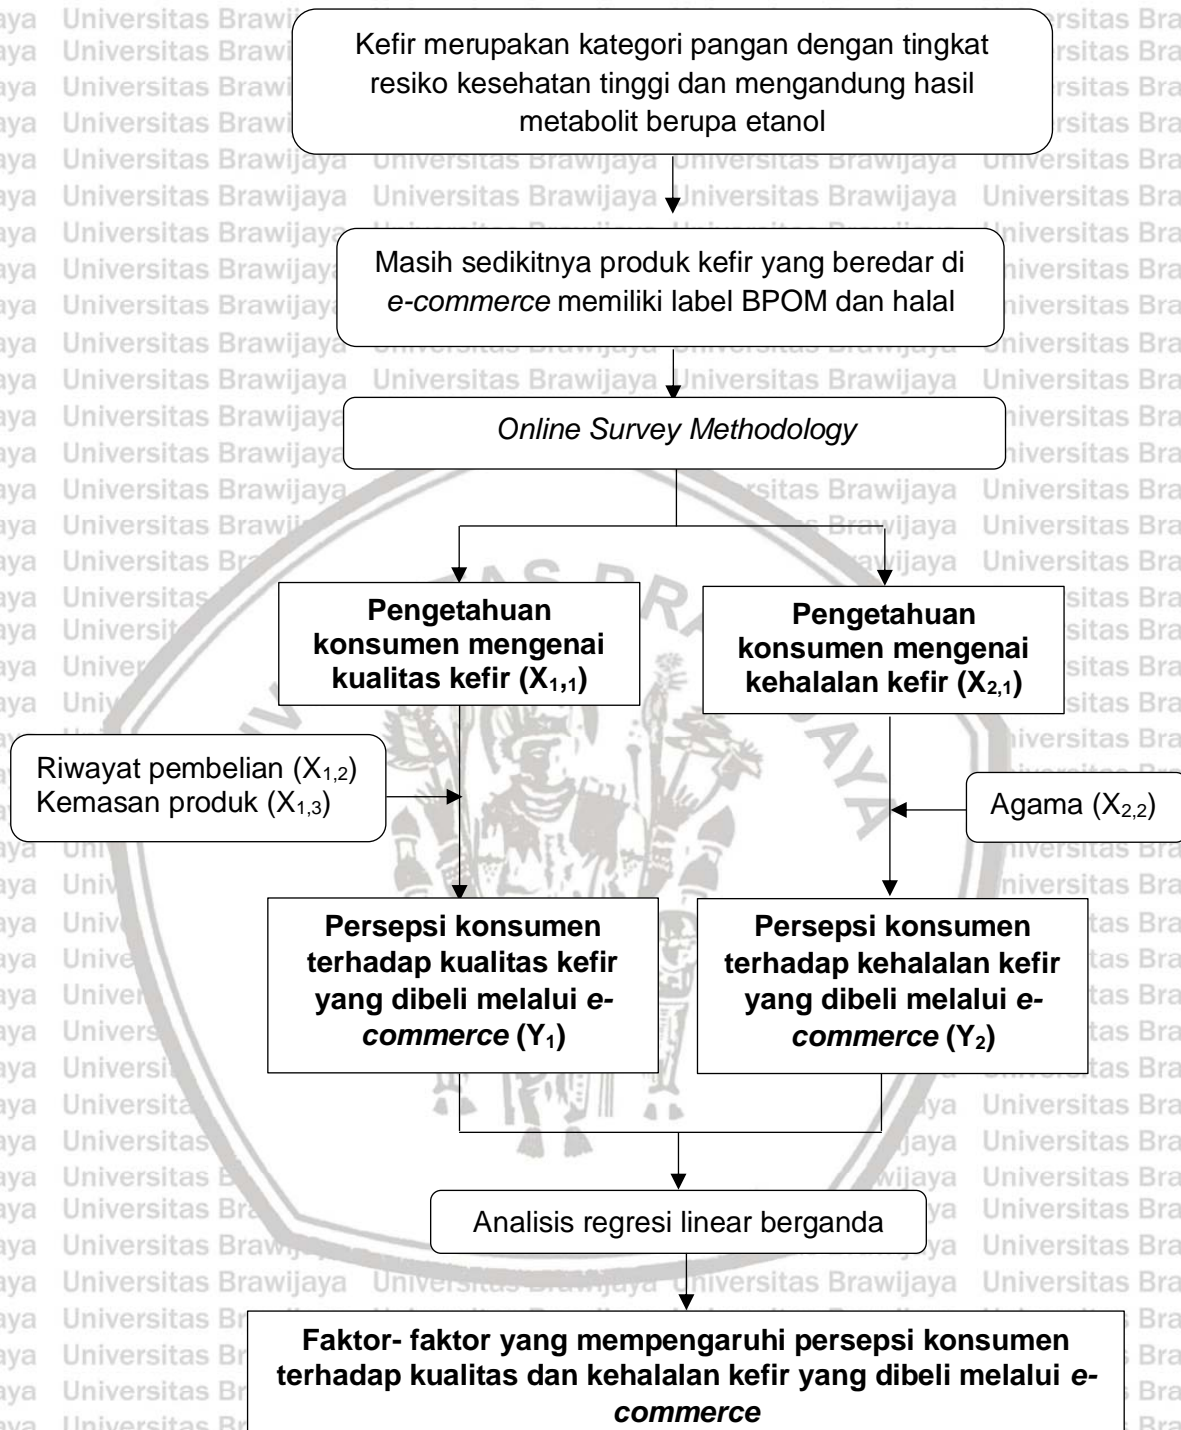 Kefir merupakan kategori pangan dengan tingkat
resiko kesehatan tinggi dan mengandung hasil
metabolit berupa etanol
Masih sedikitnya produk kefir yang beredar di
e-commerce memiliki label BPOM dan halal
Online Survey Methodology
Pengetahuan
konsumen mengenai
kualitas kefir (X1,1)
Pengetahuan
konsumen mengenai
kehalalan kefir (X2,1)
Riwayat pembelian (X1,2)
Kemasan produk (X1,3)
Agama (X2,2)
Persepsi konsumen
terhadap kualitas kefir
yang dibeli melalui e-
commerce (Y1)
Persepsi konsumen
terhadap kehalalan kefir
yang dibeli melalui e-
commerce (Y2)
Analisis regresi linear berganda
Faktor- faktor yang mempengaruhi persepsi konsumen
terhadap kualitas dan kehalalan kefir yang dibeli melalui e-
commerce